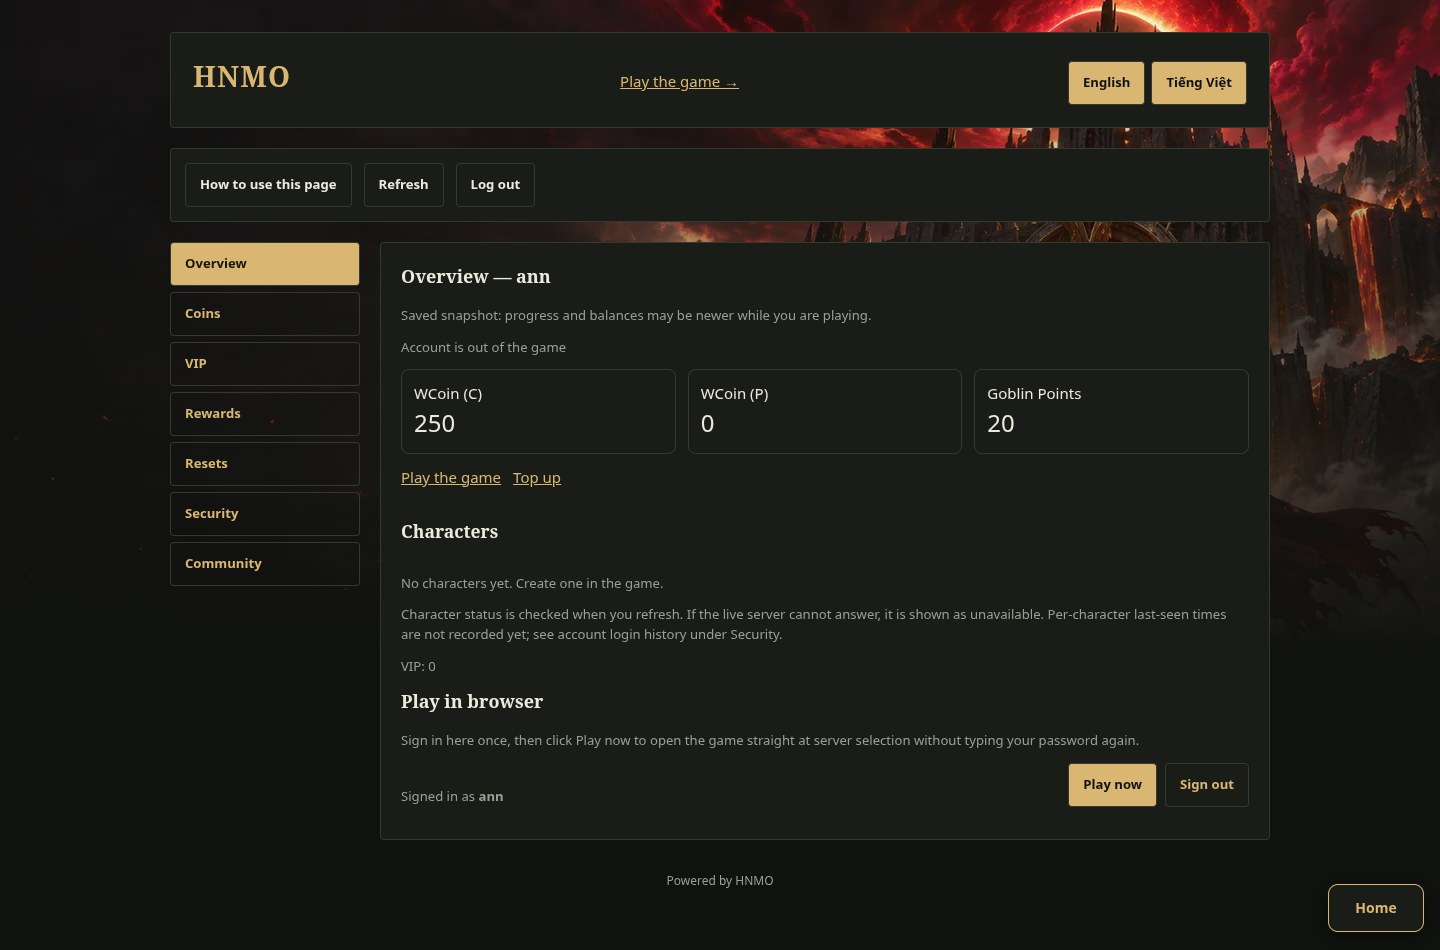 HNMO
Play the game →
English
Tiếng Việt
How to use this page
Refresh
Log out
Overview
Coins
VIP
Rewards
Resets
Security
Community
Overview — ann
Saved snapshot: progress and balances may be newer while you are playing.
Account is out of the game
WCoin (C)
250
WCoin (P)
0
Goblin Points
20
Play the game
Top up
Characters
No characters yet. Create one in the game.
Character status is checked when you refresh. If the live server cannot answer, it is shown as unavailable. Per-character last-seen times
are not recorded yet; see account login history under Security.
VIP: 0
Play in browser
Sign in here once, then click Play now to open the game straight at server selection without typing your password again.
Signed in as ann
Play now
Sign out
Powered by HNMO
Home